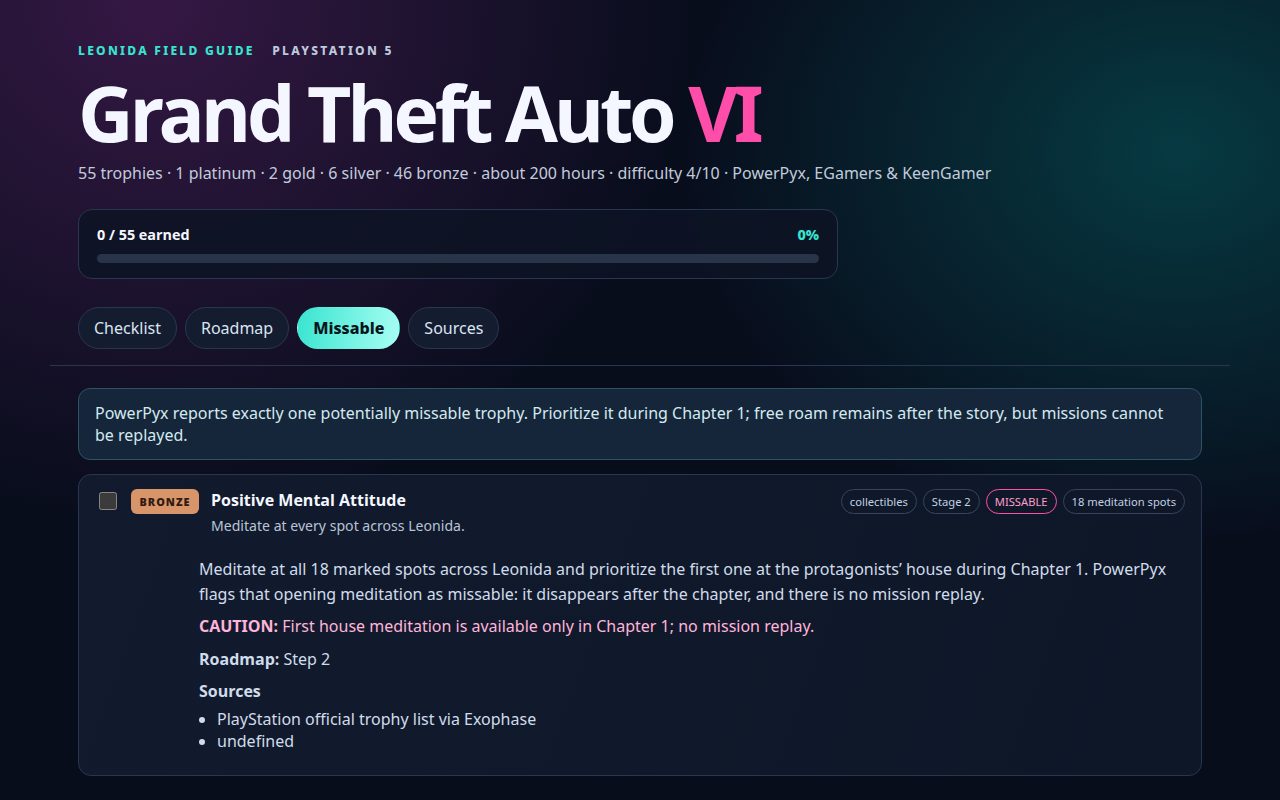 LEONIDA FIELD GUIDE PLAYSTATION 5
Grand Theft Auto VI
55 trophies · 1 platinum · 2 gold · 6 silver · 46 bronze · about 200 hours · difficulty 4/10 · PowerPyx, EGamers & KeenGamer
0 / 55 earned 0%
Checklist Roadmap Missable Sources
PowerPyx reports exactly one potentially missable trophy. Prioritize it during Chapter 1; free roam remains after the story, but missions cannot
be replayed.
BRONZE Positive Mental Attitude collectibles Stage 2 MISSABLE 18 meditation spots
Meditate at every spot across Leonida.
Meditate at all 18 marked spots across Leonida and prioritize the first one at the protagonists’ house during Chapter 1. PowerPyx
flags that opening meditation as missable: it disappears after the chapter, and there is no mission replay.
CAUTION: First house meditation is available only in Chapter 1; no mission replay.
Roadmap: Step 2
Sources
• PlayStation official trophy list via Exophase
• undefined